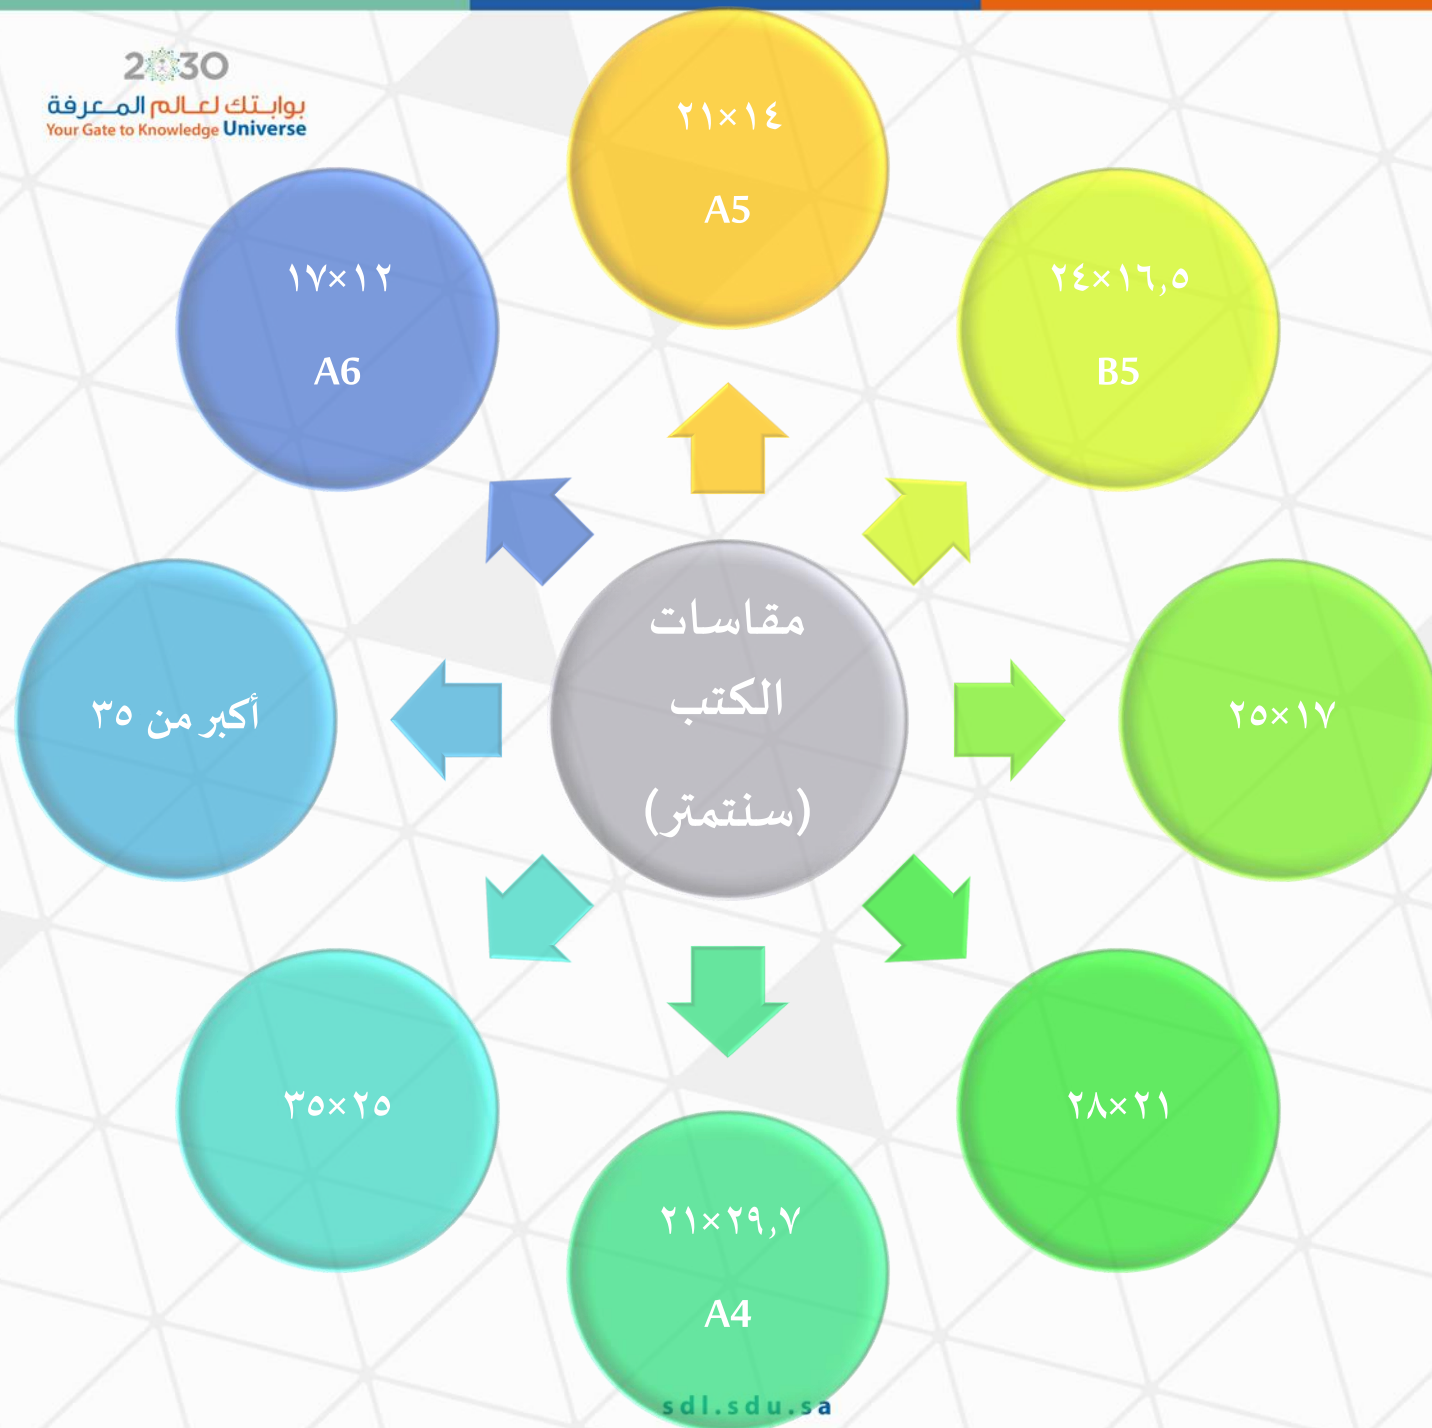 2030
بوابتك لعالم المعرفة
Your Gate to Knowledge Universe
١٤×٢١
A5
١٦,٥×٢٤
B5
١٧×٢٥
٢١×٢٨
٢٩,٧×٢١
A4
٢٥×٣٥
أكبر من ٣٥
١٢×١٧
A6
مقاسات
الكتب
(سنتمتر)
sdl.sdu.sa